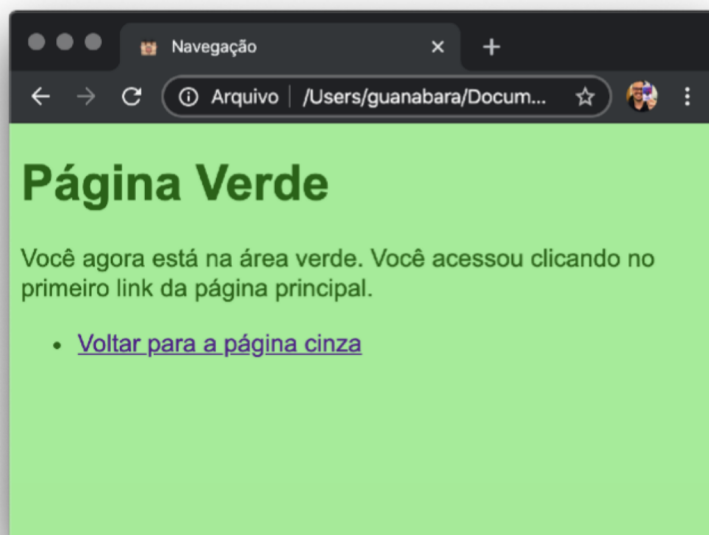 Navegação
Arquivo /Users/guanabara/Docum...
Página Verde
Você agora está na área verde. Você acessou clicando no
primeiro link da página principal.
Voltar para a página cinza